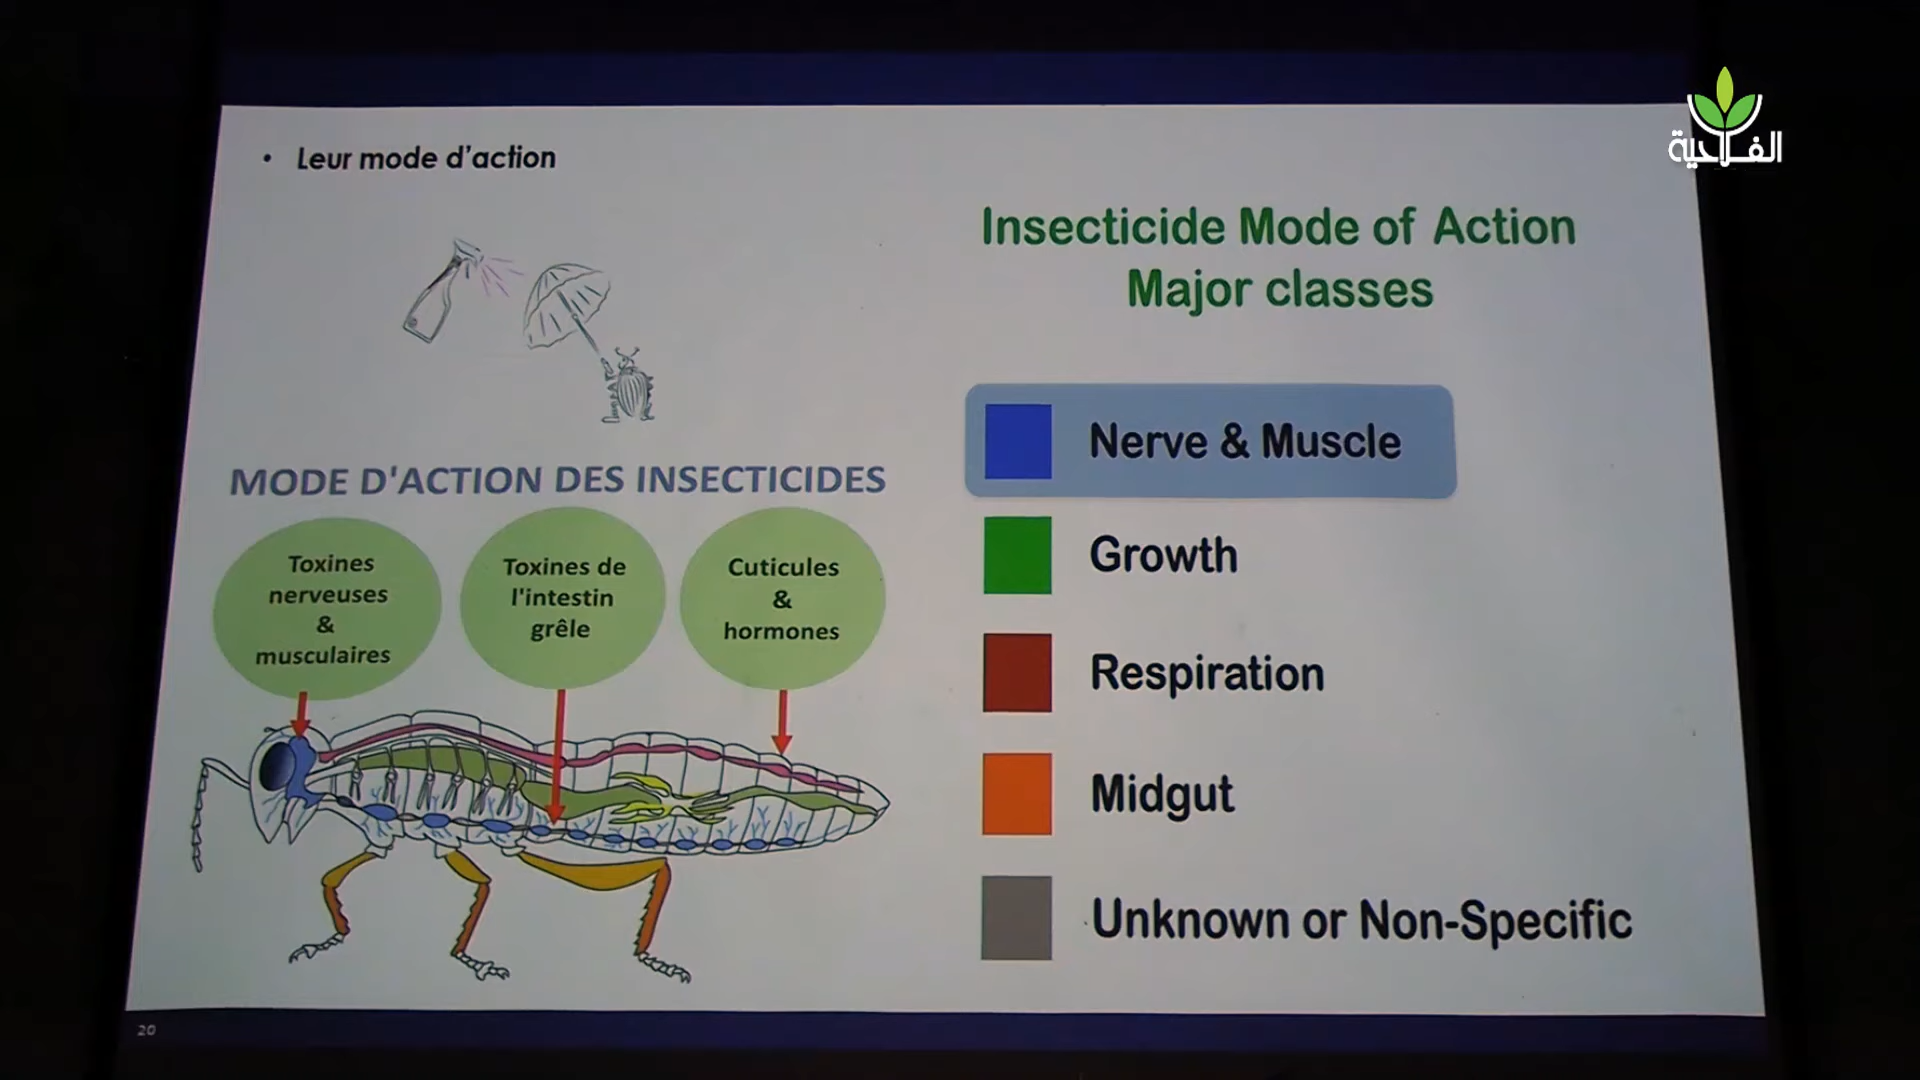 الفلاحية
• Leur mode d'action
Insecticide Mode of Action
Major classes
MODE D'ACTION DES INSECTICIDES
Toxines
nerveuses
&
musculaires
Toxines de
l'intestin
grêle
Cuticules
&
hormones
Nerve & Muscle
Growth
Respiration
Midgut
Unknown or Non-Specific
20